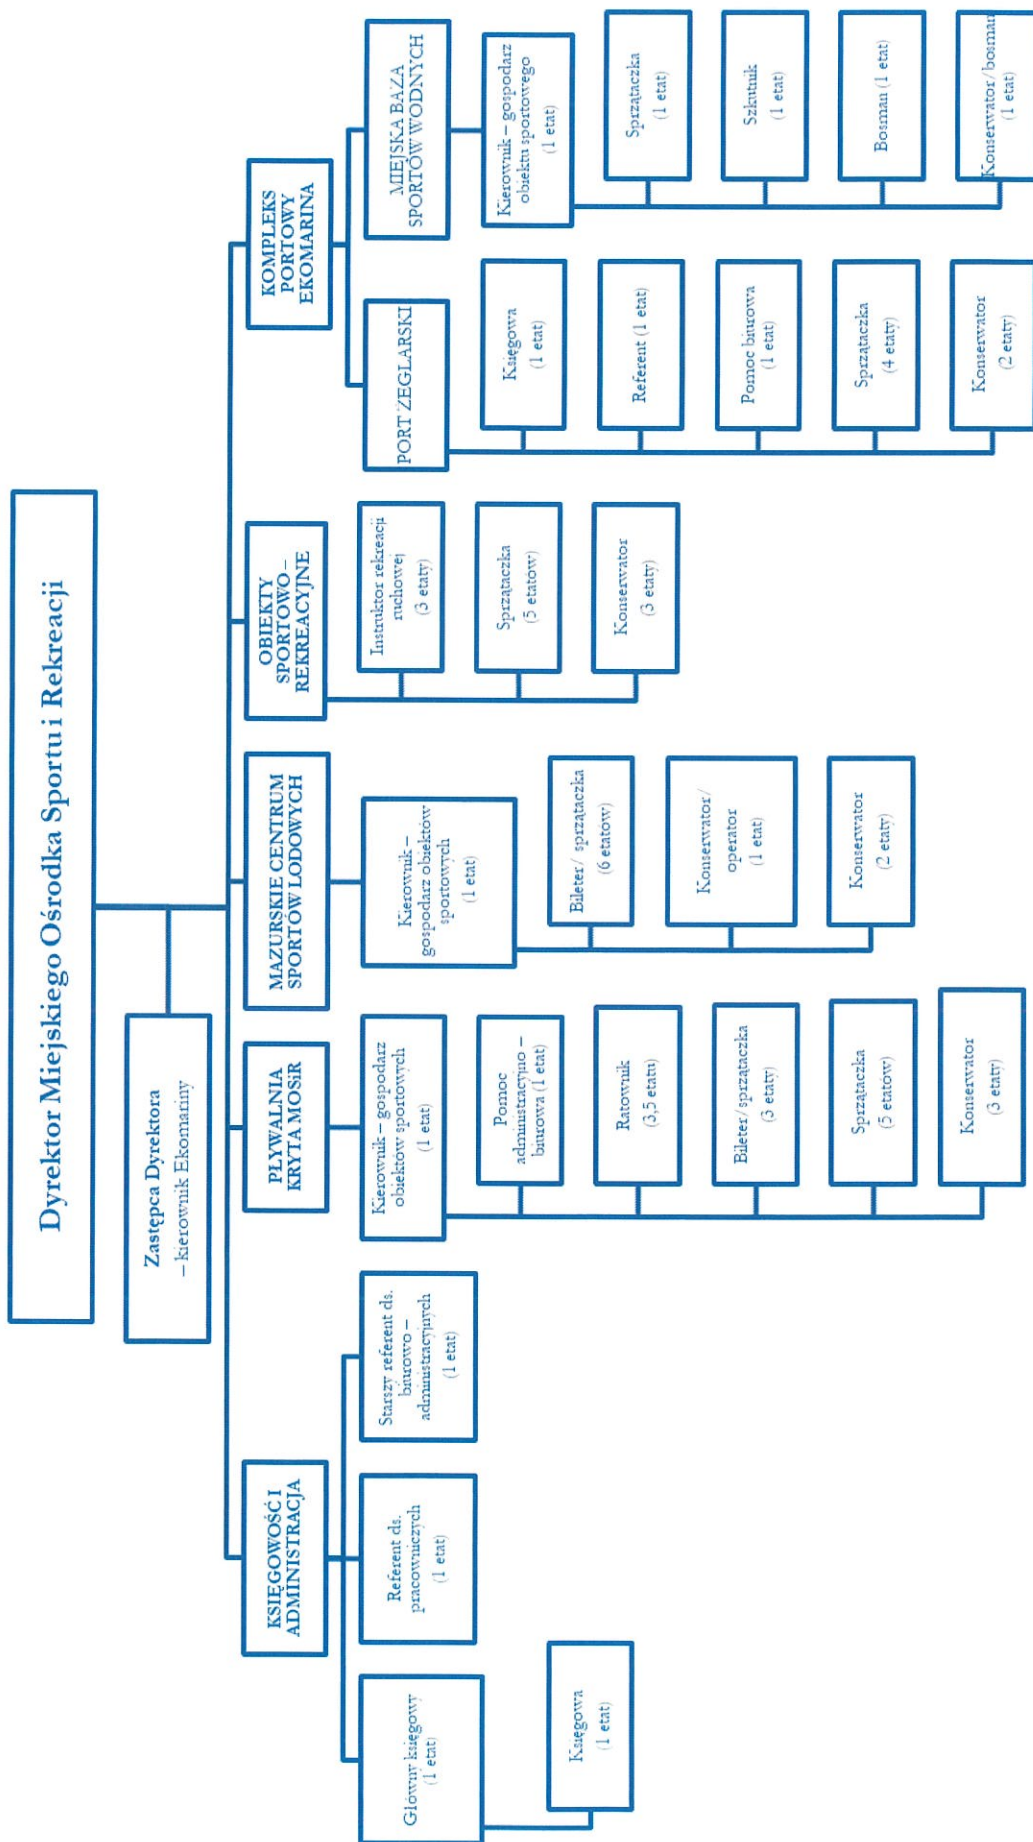 Dyrektor Miejskiego Ośrodka Sportu i Rekreacji
Zastępca Dyrektora
– kierownik Ekomariny
KSIĘGOWOŚĆ I
ADMINISTRACJA
Główny księgowy
(1 etat)
Księgowa
(1 etat)
Referent ds.
pracowniczych
(1 etat)
Starszy referent ds.
biurowo –
administracyjnych
(1 etat)
PŁYWALNIA
KRYTA MOSiR
Kierownik – gospodarz
obiektów sportowych
(1 etat)
Pomoc
administracyjno –
biurowa (1 etat)
Ratownik
(3,5 etatu)
Bileter/sprzątaczka
(3 etaty)
Sprzątaczka
(5 etatów)
Konserwator
(3 etaty)
MAZURSKIE CENTRUM
SPORTÓW LODOWYCH
Kierownik –
gospodarz obiektów
sportowych
(1 etat)
Bileter/ sprzątaczka
(6 etatów)
Konserwator/
operator
(1 etat)
Konserwator
(2 etaty)
OBIEKTY
SPORTOWO –
REKREACYJNE
Instruktor rekreacji
ruchowej
(3 etaty)
Sprzątaczka
(5 etatów)
Konserwator
(3 etaty)
KOMPLEKS
PORTOWY
EKOMARINA
PORT ŻEGLARSKI
Księgowa
(1 etat)
Referent (1 etat)
Pomoc biurowa
(1 etat)
Sprzątaczka
(4 etaty)
Konserwator
(2 etaty)
MIEJSKA BAZA
SPORTÓW WODNYCH
Kierownik – gospodarz
obiektu sportowego
(1 etat)
Sprzątaczka
(1 etat)
Szkutnik
(1 etat)
Bosman (1 etat)
Konserwator/bosman
(1 etat)